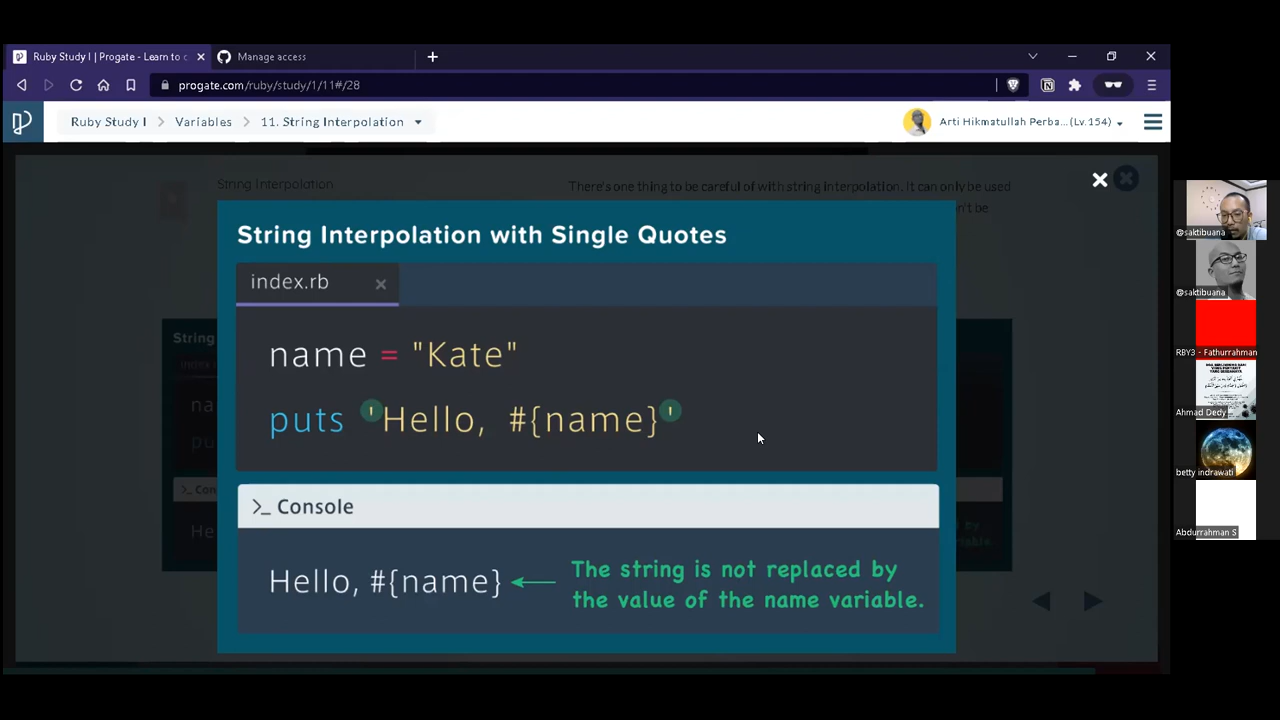 Ruby Study I | Progate - Learn to c
Manage access
progate.com/ruby/study/1/11#/28
Ruby Study I
Variables
11. String Interpolation
Arti Hikmatullah Perba...(Lv.154)
String Interpolation
There's one thing to be careful of with string interpolation. It can only be used
n't be
String Interpolation with Single Quotes
index.rb
name = "Kate"
puts 'Hello, #{name}'
>_ Console
Hello, #{name}
The string is not replaced by
the value of the name variable.
@saktibuana
@saktibuana
RBY3 - Fathurrahman
Ahmad Dedy
betty indrawati
Abdurrahman S